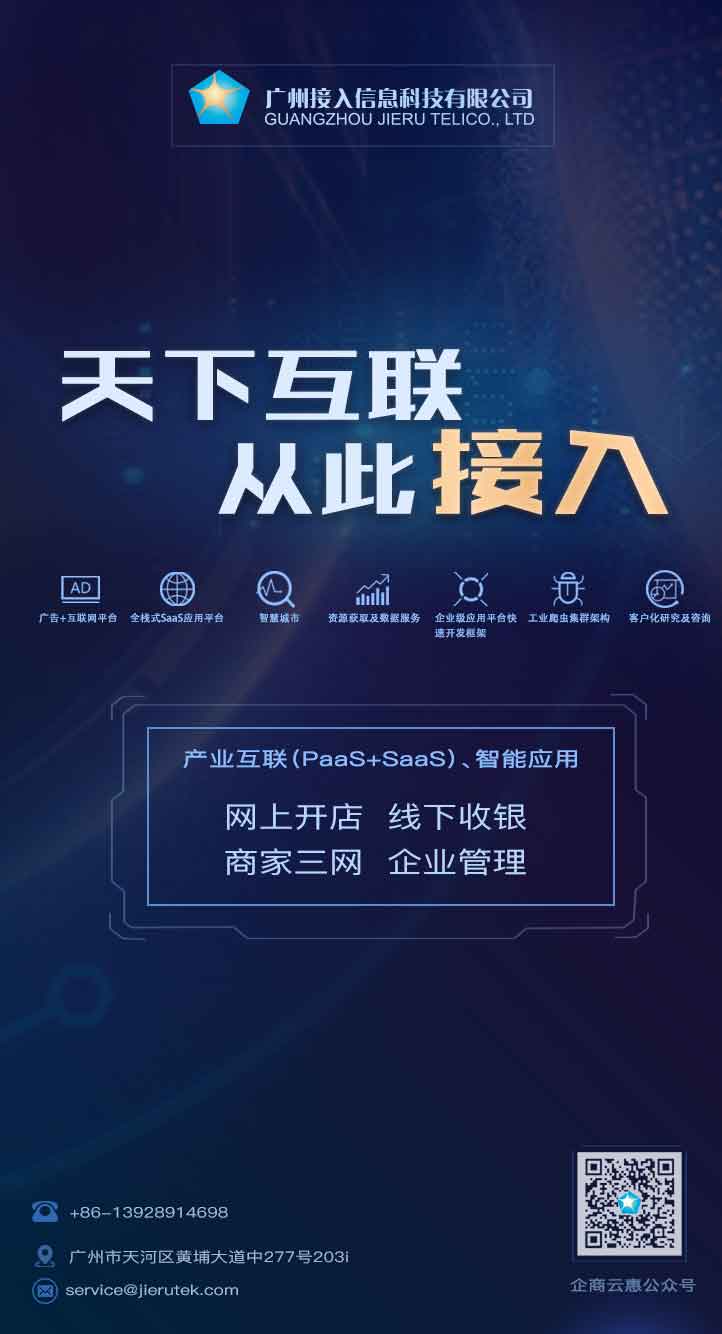 广州接入信息科技有限公司
GUANGZHOU JIERU TELICO., LTD
天下互联
从此接入
AD
广告+互联网平台
全栈式SaaS应用平台
智慧城市
资源获取及数据服务
企业级应用平台快
速开发框架
工业爬虫集群架构
客户化研究及咨询
产业互联(PaaS+SaaS)、智能应用
网上开店 线下收银
商家三网 企业管理
+86-13928914698
广州市天河区黄埔大道中277号203i
service@jierutek.com
企商云惠公众号